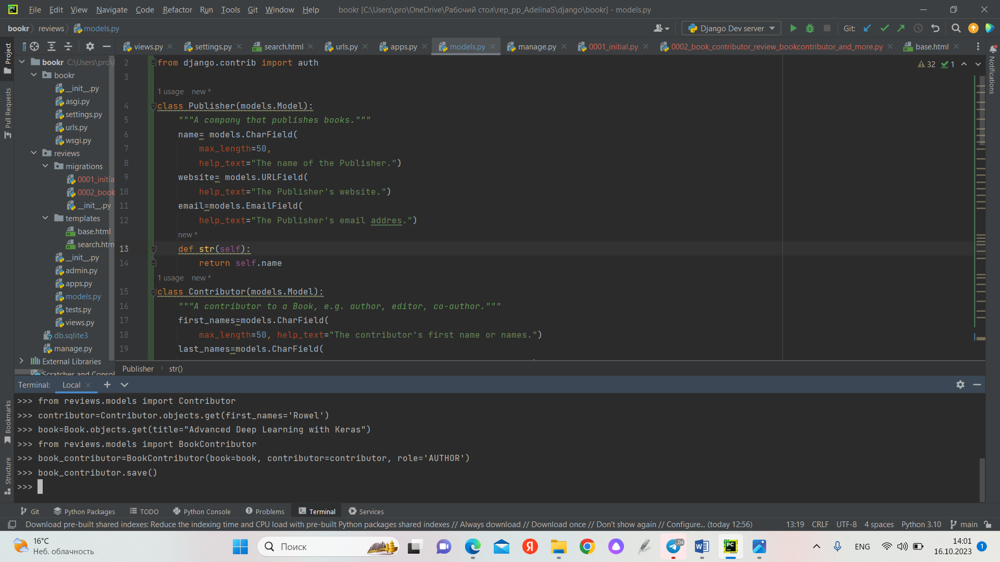 File Edit View Navigate Code Refactor Run Tools Git Window Help bookr [C:\Users\pro\OneDrive\Рабочий стол\rep_pp_AdelinaS\django\bookr] - models.py
bookr reviews models.py Django Dev server Git:
views.py settings.py search.html urls.py apps.py models.py manage.py 0001_initial.py 0002_book_contributor_review_bookcontributor_and_more.py base.html
Project
Pull Requests
Bookmarks
Structure
Notifications
bookr C:\Users\pro\
bookr
__init__.py
asgi.py
settings.py
urls.py
wsgi.py
reviews
migrations
0001_initia
0002_book
__init__.py
templates
base.html
search.htm
__init__.py
admin.py
apps.py
models.py
tests.py
views.py
db.sqlite3
manage.py
External Libraries
Scratches and Consol
32 1
2 from django.contrib import auth
3
1 usage new *
4 class Publisher(models.Model):
5 """A company that publishes books."""
6 name= models.CharField(
7 max_length=50,
8 help_text="The name of the Publisher.")
9 website= models.URLField(
10 help_text="The Publisher's website.")
11 email=models.EmailField(
12 help_text="The Publisher's email addres.")
new *
13 def str(self):
14 return self.name
1 usage new *
15 class Contributor(models.Model):
16 """A contributor to a Book, e.g. author, editor, co-author."""
17 first_names=models.CharField(
18 max_length=50, help_text="The contributor's first name or names.")
19 last_names=models.CharField(
Publisher str()
Terminal: Local
>>> from reviews.models import Contributor
>>> contributor=Contributor.objects.get(first_names='Rowel')
>>> book=Book.objects.get(title="Advanced Deep Learning with Keras")
>>> from reviews.models import BookContributor
>>> book_contributor=BookContributor(book=book, contributor=contributor, role='AUTHOR')
>>> book_contributor.save()
>>>
Git Python Packages TODO Python Console Problems Terminal Services
Download pre-built shared indexes: Reduce the indexing time and CPU load with pre-built Python packages shared indexes // Always download // Download once // Don't show again // Configure... (today 12:56) 13:19 CRLF UTF-8 4 spaces Python 3.10 main
16°C
Неб. облачность
Поиск
04
ENG
14:01
16.10.2023
1